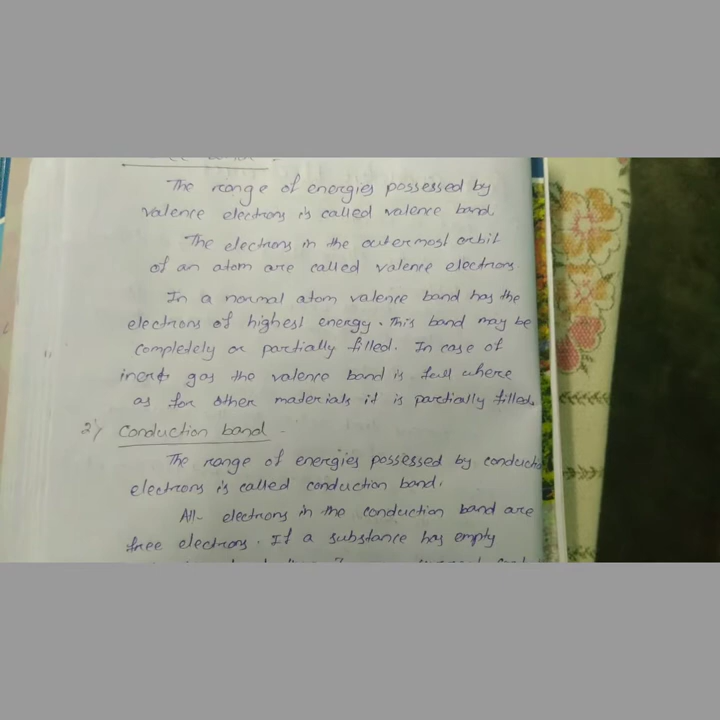 The range of energies possessed by
valence electrons is called valence band.
The electrons in the outermost orbit
of an atom are called valence electrons
In a normal atom valence band has the
electrons of highest energy. This band may be
completely or partially filled. In case of
inert gas the valence band is full where
as for other materials it is partially filled.
2) Conduction band -
The range of energies possessed by
electrons is called conduction band.
All electrons in the conduction band are
free electrons. If a substance has empty